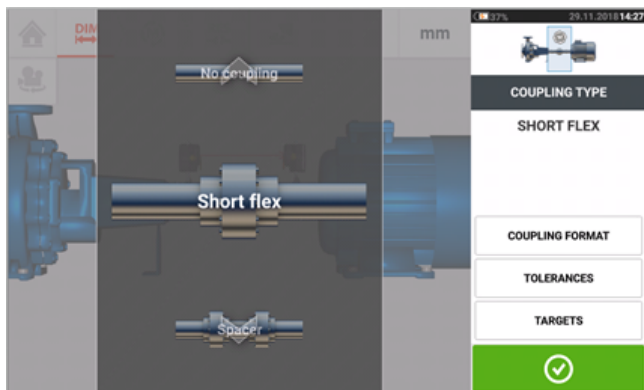 DIM
mm
37%
29.11.2018 14:27
No coupling
Short flex
Spacer
COUPLING TYPE
SHORT FLEX
COUPLING FORMAT
TOLERANCES
TARGETS